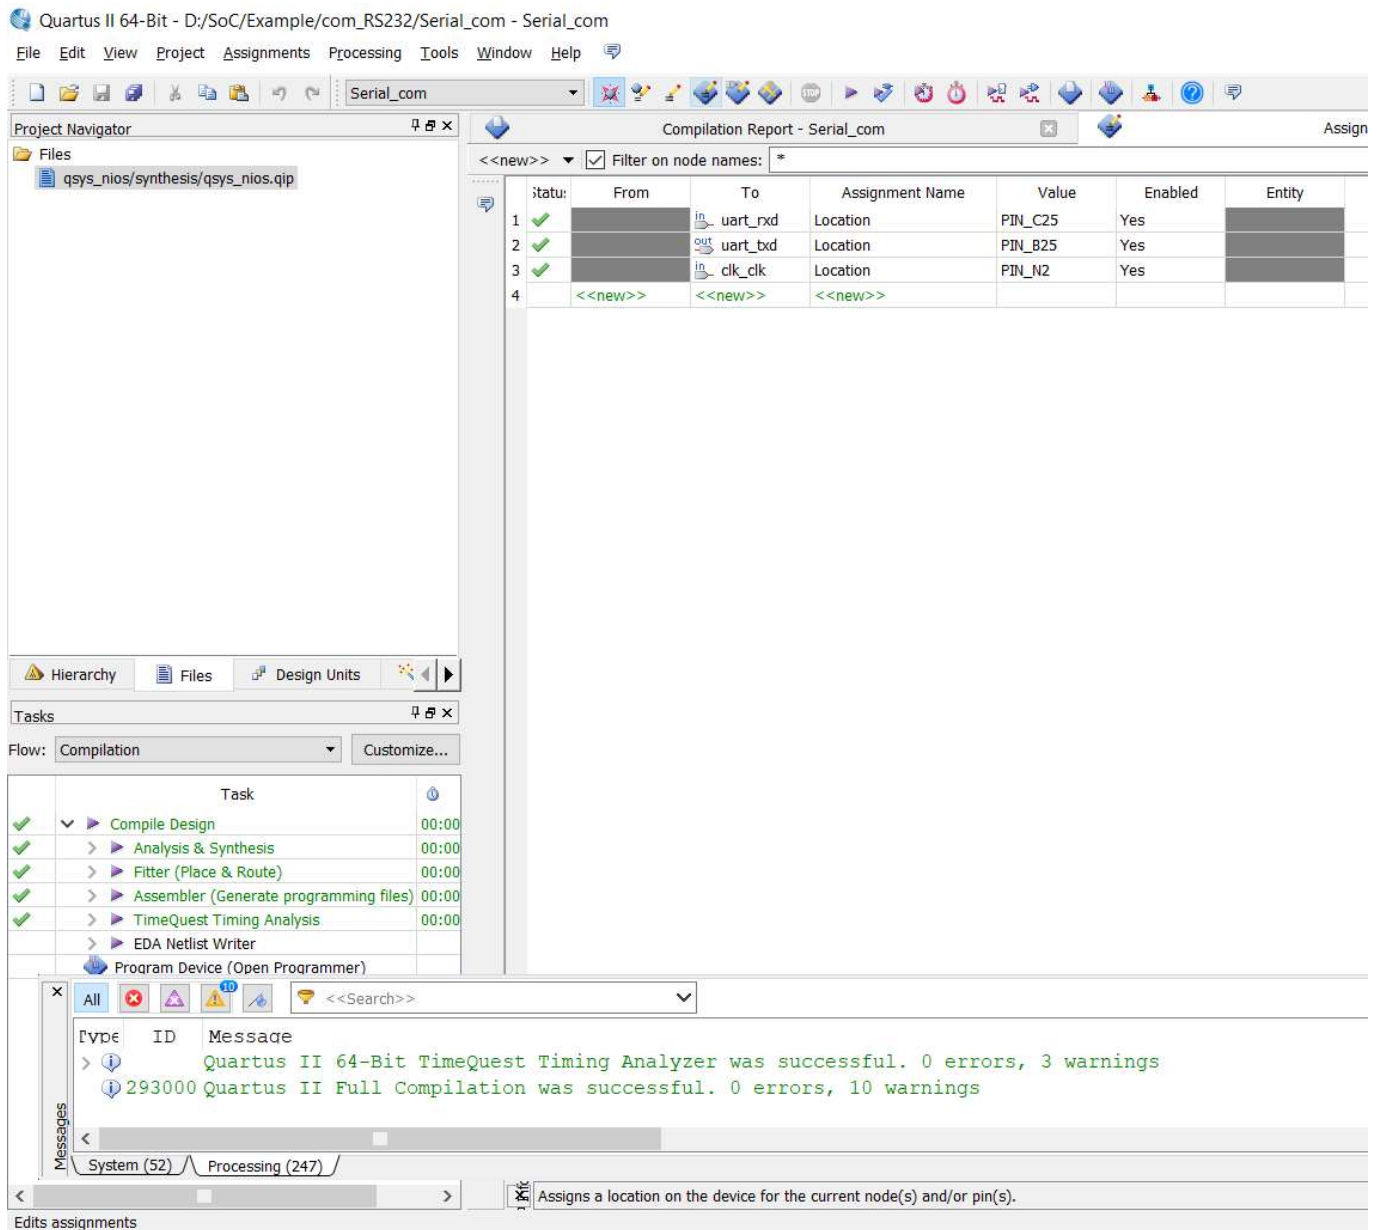 Quartus II 64-Bit - D:/SoC/Example/com_RS232/Serial_com - Serial_com
File Edit View Project Assignments Processing Tools Window Help
Serial_com
Project Navigator
Files
qsys_nios/synthesis/qsys_nios.qip
Compilation Report - Serial_com
Assign
<<new>> Filter on node names: *
Status From To Assignment Name Value Enabled Entity
1 in uart_rxd Location PIN_C25 Yes
2 out uart_txd Location PIN_B25 Yes
3 in clk_clk Location PIN_N2 Yes
4 <<new>> <<new>> <<new>>
Hierarchy Files Design Units
Tasks
Flow: Compilation Customize...
Task
Compile Design 00:00
Analysis & Synthesis 00:00
Fitter (Place & Route) 00:00
Assembler (Generate programming files) 00:00
TimeQuest Timing Analysis 00:00
EDA Netlist Writer
Program Device (Open Programmer)
All 10 <<Search>>
Type ID Message
Quartus II 64-Bit TimeQuest Timing Analyzer was successful. 0 errors, 3 warnings
293000 Quartus II Full Compilation was successful. 0 errors, 10 warnings
Messages
System (52) Processing (247)
Assigns a location on the device for the current node(s) and/or pin(s).
Edits assignments